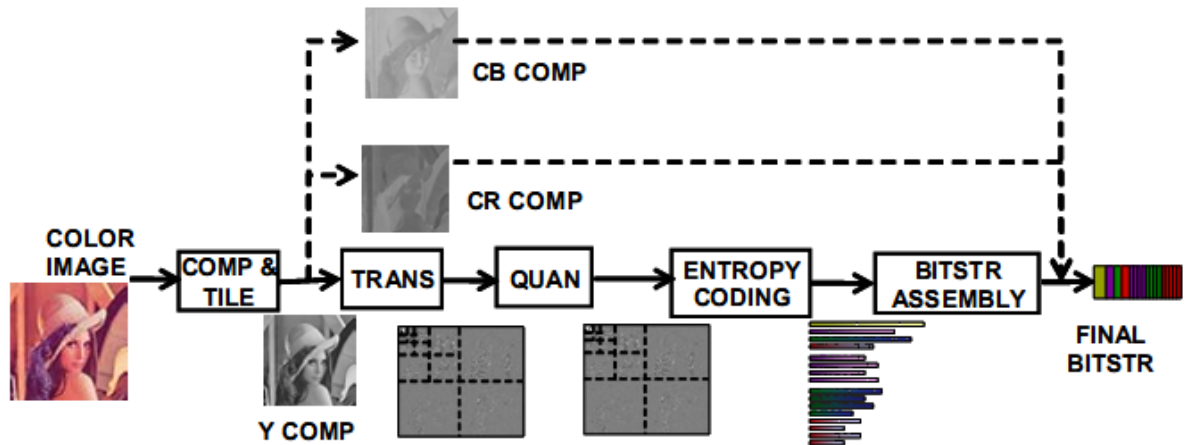 CB COMP
CR COMP
COLOR
IMAGE
COMP &
TILE
TRANS
QUAN
ENTROPY
CODING
BITSTR
ASSEMBLY
FINAL
BITSTR
Y COMP